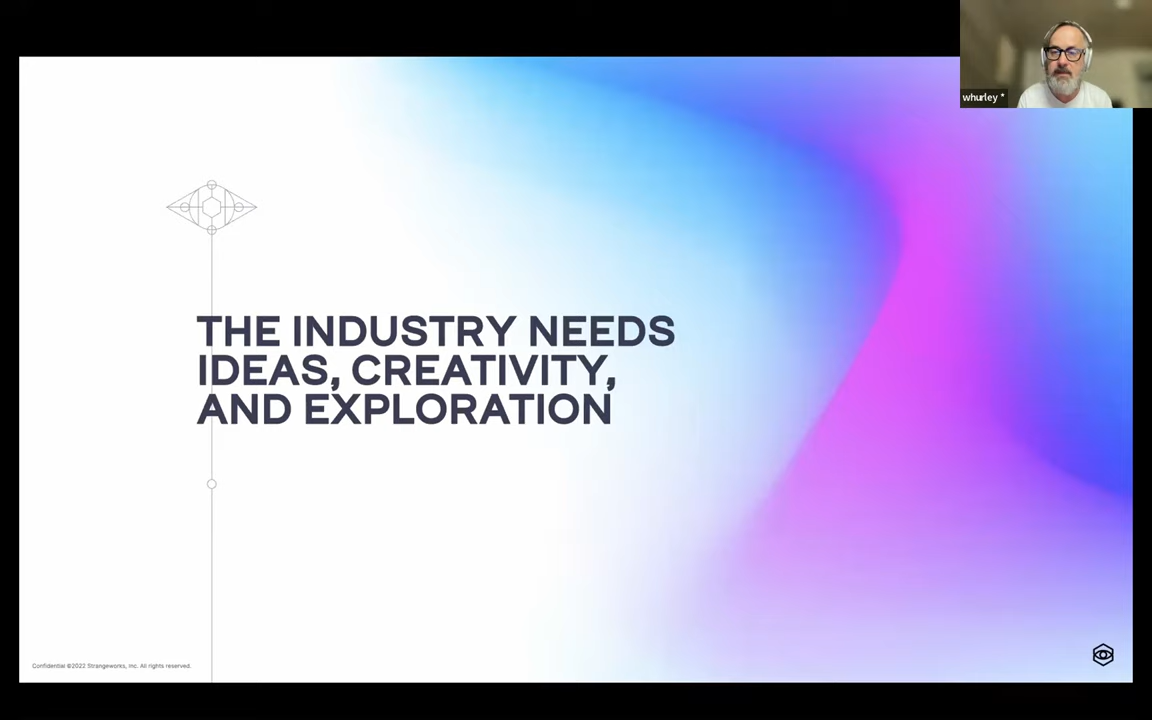 whurley *
THE INDUSTRY NEEDS
IDEAS, CREATIVITY,
AND EXPLORATION
Confidential ©2022 Strangeworks, Inc. All rights reserved.